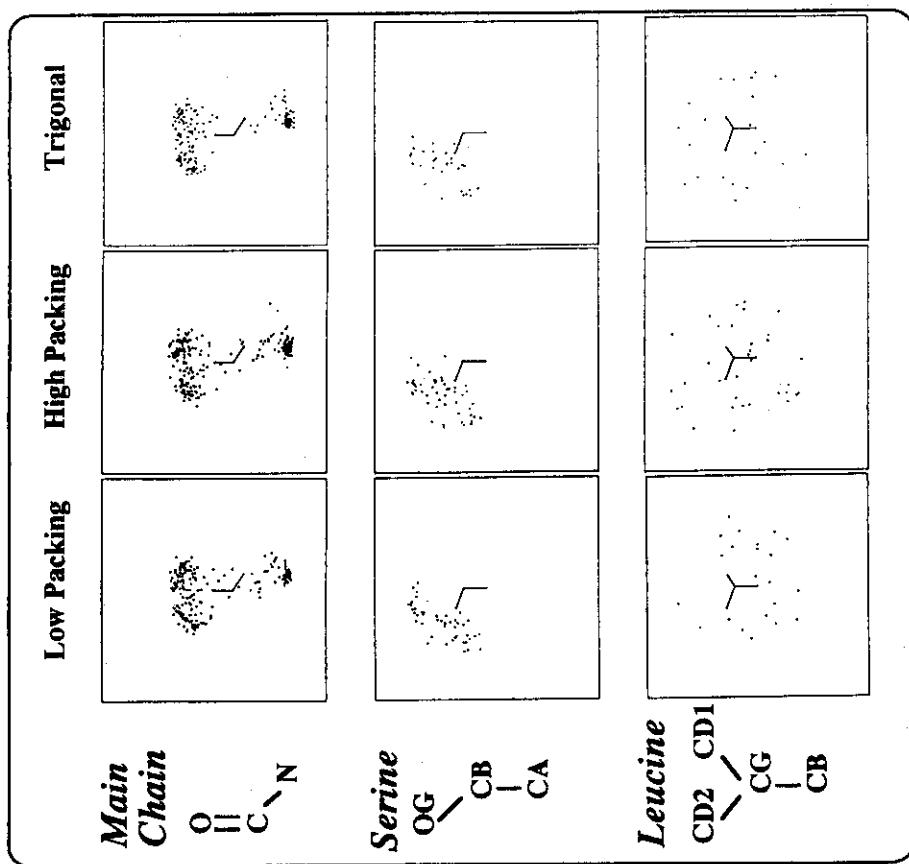 Low Packing High Packing Trigonal
Main
Chain
O
C
N
Serine
OG
CB
CA
Leucine
CD2 CD1
CG
CB